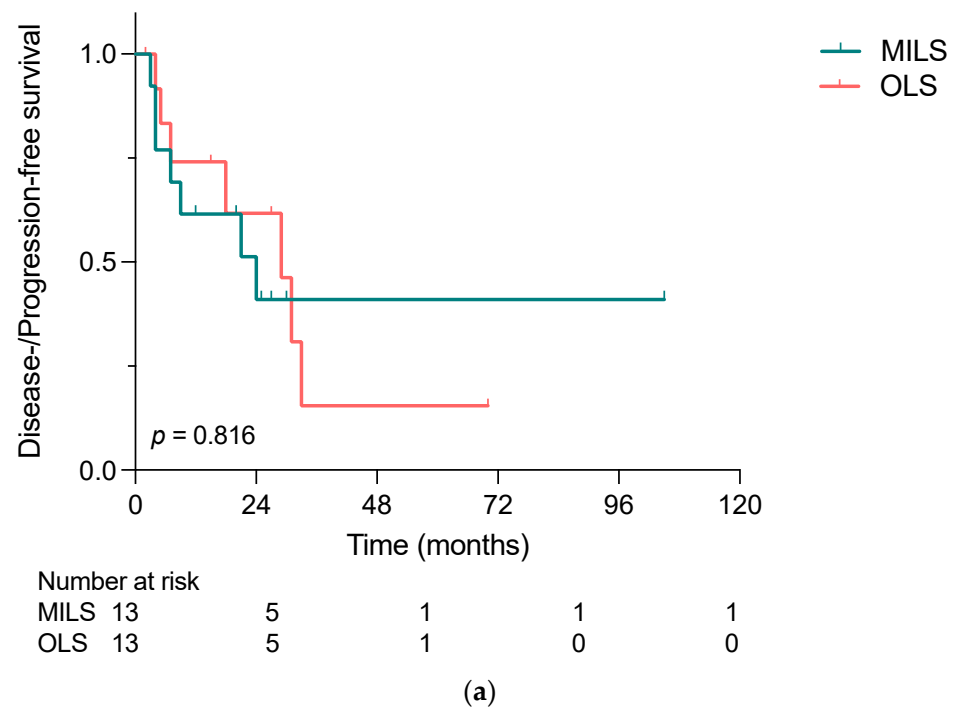 Disease-/Progression-free survival
1.0
0.5
0.0
MILS
OLS
p = 0.816
0 24 48 72 96 120
Time (months)
Number at risk
MILS 13 5 1 1 1
OLS 13 5 1 0 0
(a)